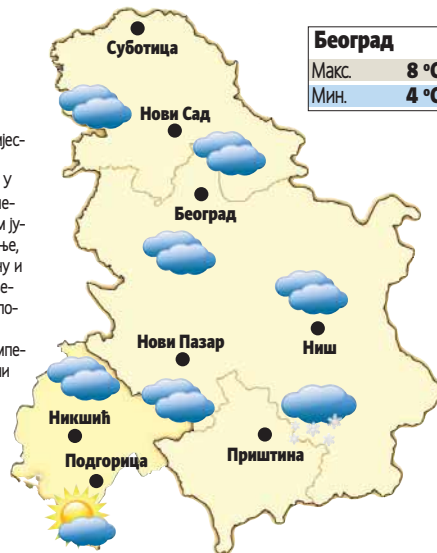 Суботица
Београд
Макс. 8 °C
Мин. 4 °C
Нови Сад
У
Београд
Нови Пазар
Ниш
Никшић
Приштина
Подгорица